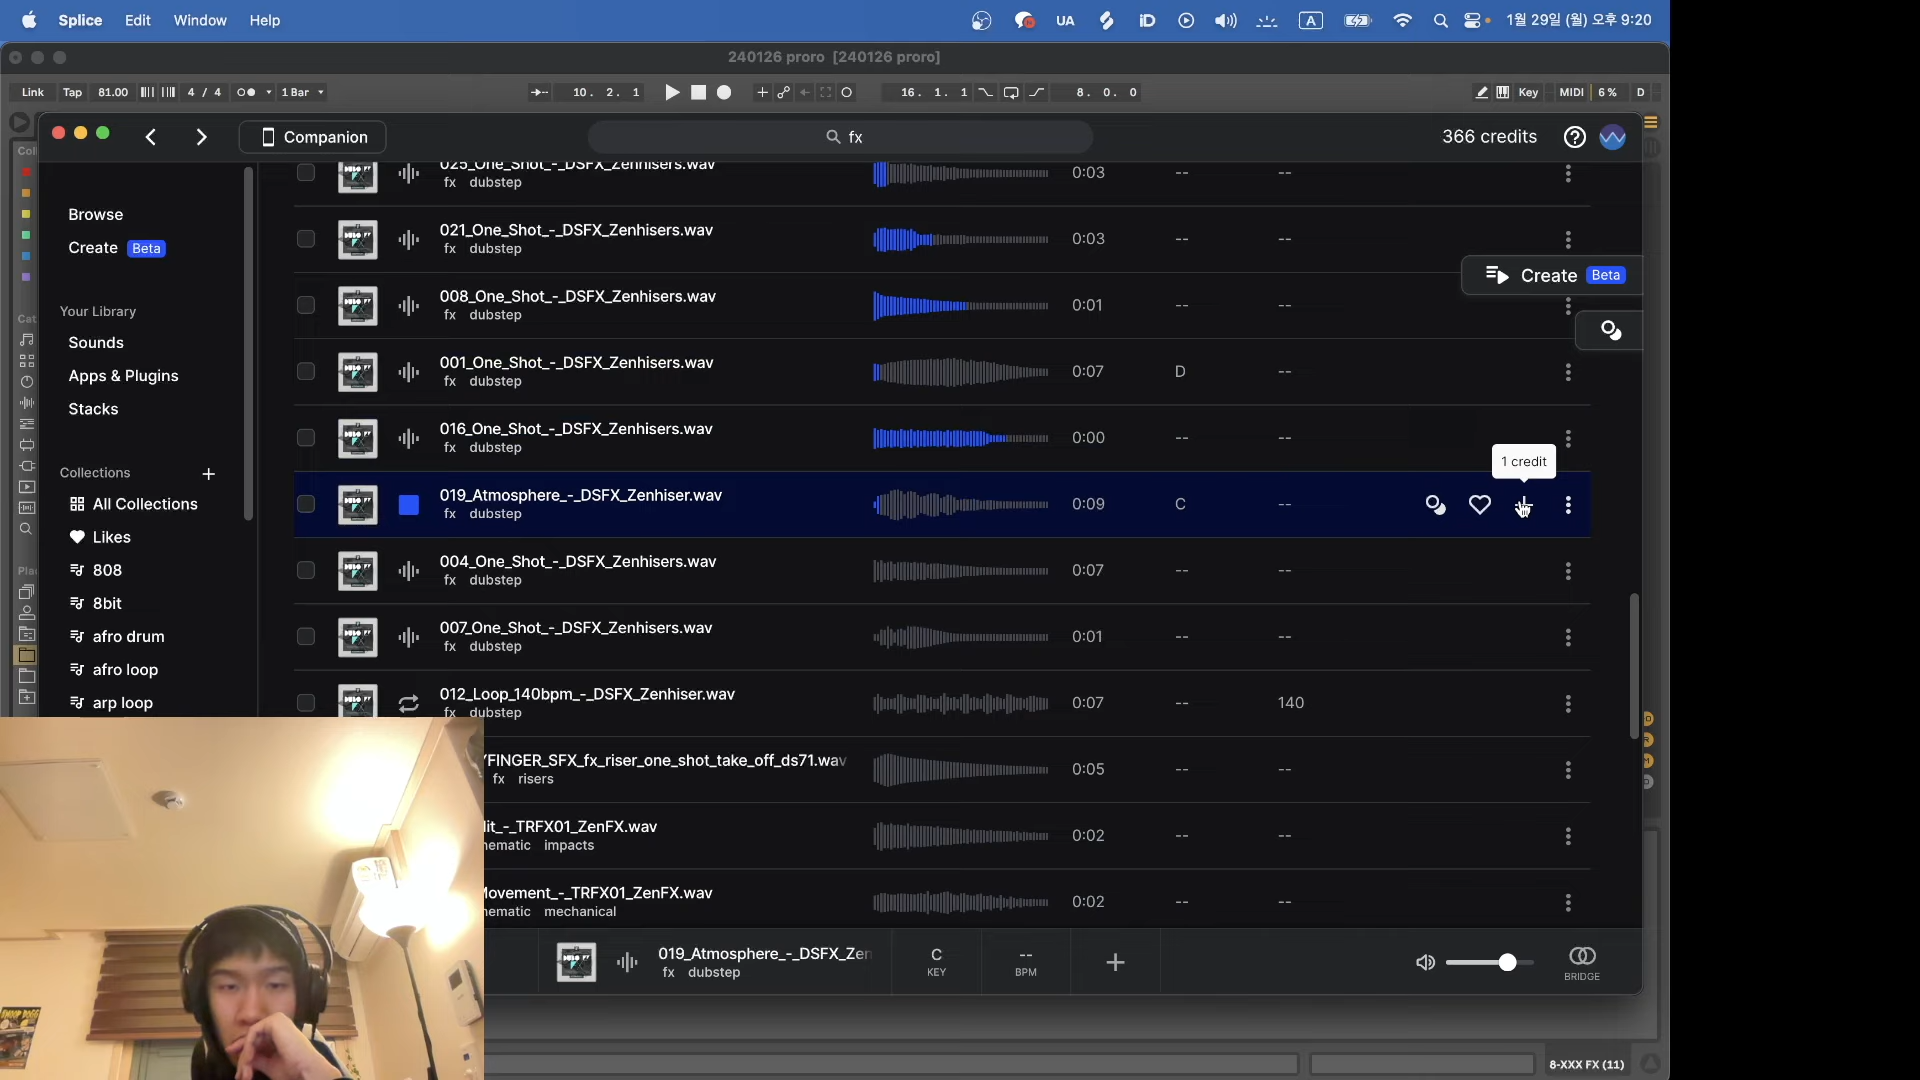 Splice Edit Window Help
UA
iD
A
1월 29일 (월) 오후 9:20
240126 proro [240126 proro]
Link Tap 81.00 4 / 4 1 Bar 10. 2. 1 16. 1. 1 8. 0. 0 Key MIDI 6 % D
Companion
fx
366 credits
Browse
Create Beta
Your Library
Sounds
Apps & Plugins
Stacks
Collections +
All Collections
Likes
808
8bit
afro drum
afro loop
arp loop
025_One_Shot_-_DSFX_Zenhisers.wav
fx dubstep
0:03 -- --
021_One_Shot_-_DSFX_Zenhisers.wav
fx dubstep
0:03 -- --
Create Beta
008_One_Shot_-_DSFX_Zenhisers.wav
fx dubstep
0:01 -- --
001_One_Shot_-_DSFX_Zenhisers.wav
fx dubstep
0:07 D --
016_One_Shot_-_DSFX_Zenhisers.wav
fx dubstep
0:00 -- --
1 credit
019_Atmosphere_-_DSFX_Zenhiser.wav
fx dubstep
0:09 C --
004_One_Shot_-_DSFX_Zenhisers.wav
fx dubstep
0:07 -- --
007_One_Shot_-_DSFX_Zenhisers.wav
fx dubstep
0:01 -- --
012_Loop_140bpm_-_DSFX_Zenhiser.wav
fx dubstep
0:07 -- 140
FINGER_SFX_fx_riser_one_shot_take_off_ds71.wav
fx risers
0:05 -- --
it_-_TRFX01_ZenFX.wav
nematic impacts
0:02 -- --
Movement_-_TRFX01_ZenFX.wav
nematic mechanical
0:02 -- --
019_Atmosphere_-_DSFX_Zen
fx dubstep
C
KEY
--
BPM
BRIDGE
8-XXX FX (11)